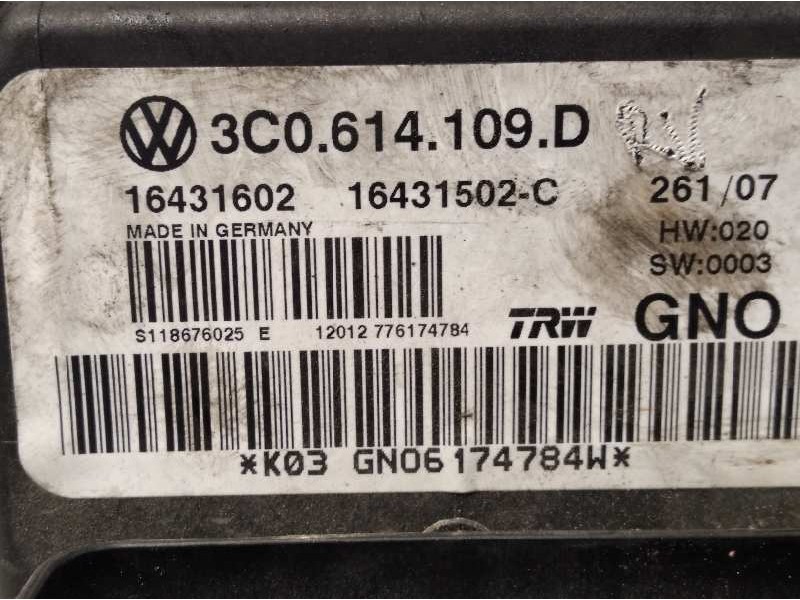 3C0.614.109.D
16431602 16431502-C 261/07
MADE IN GERMANY HW:020
SW:0003
S118676025 E 12012 776174784 TRW GNO
*K03 GNO6174784W*